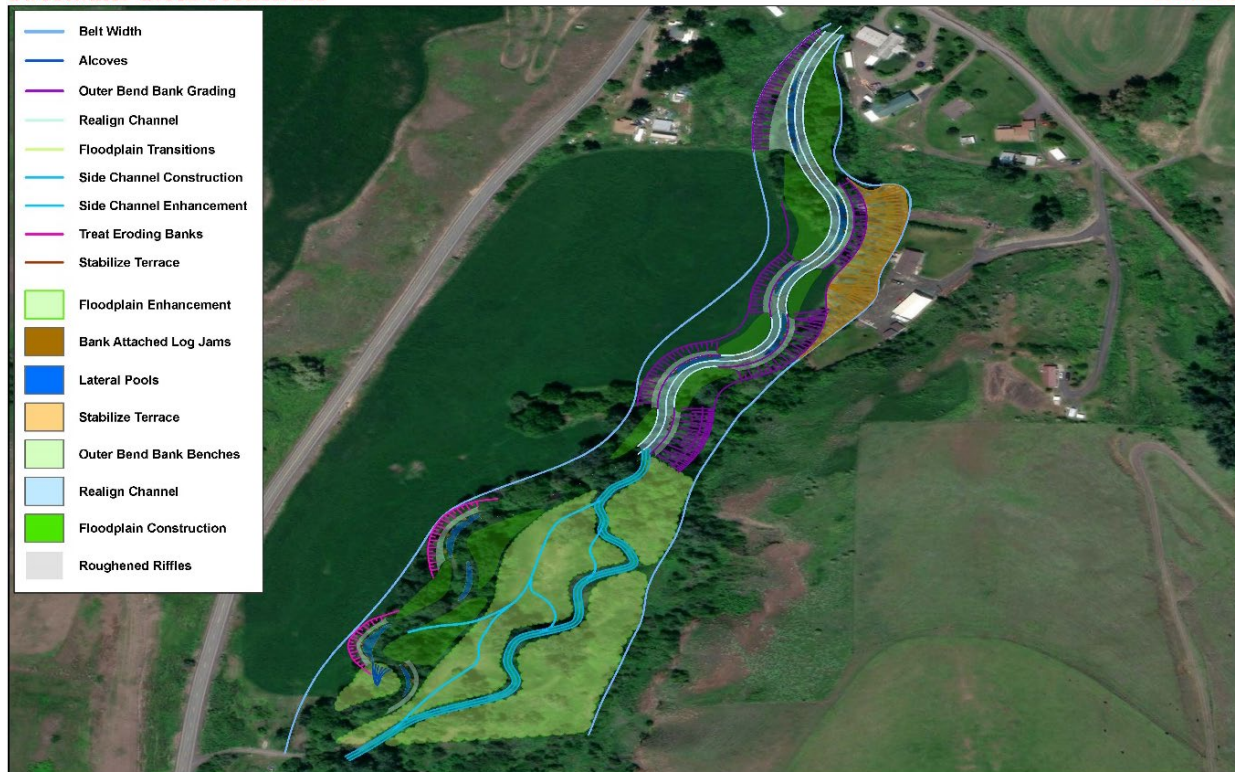 Belt Width
Alcoves
Outer Bend Bank Grading
Realign Channel
Floodplain Transitions
Side Channel Construction
Side Channel Enhancement
Treat Eroding Banks
Stabilize Terrace
Floodplain Enhancement
Bank Attached Log Jams
Lateral Pools
Stabilize Terrace
Outer Bend Bank Benches
Realign Channel
Floodplain Construction
Roughened Riffles